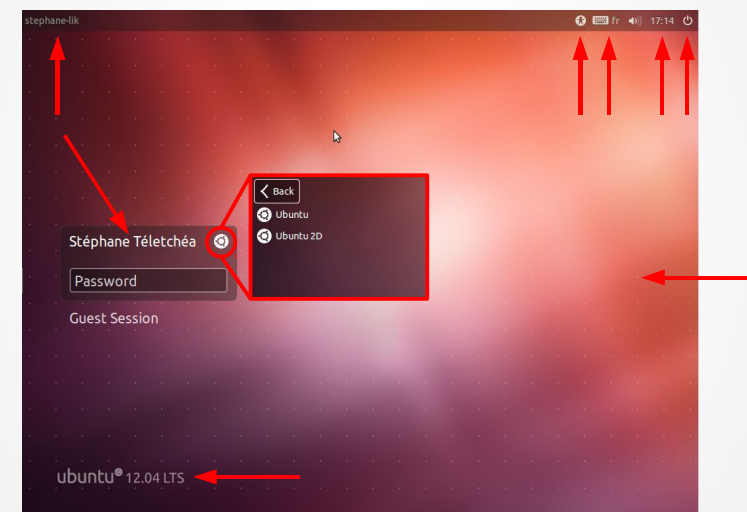 stephane-lik
fr 17:14
Back
Ubuntu
Ubuntu 2D
Stéphane Téletchéa
Password
Guest Session
ubuntu 12.04 LTS